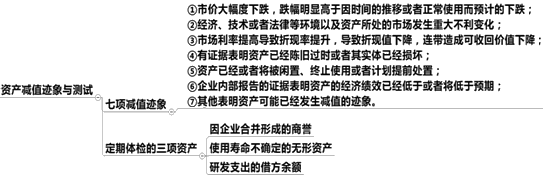 资产减值迹象与测试
七项减值迹象
①市价大幅度下跌，跌幅明显高于因时间的推移或者正常使用而预计的下跌；
②经济、技术或者法律等环境以及资产所处的市场发生重大不利变化；
③市场利率提高导致折现率提升，导致折现值下降，连带造成可收回价值下降；
④有证据表明资产已经陈旧过时或者其实体已经损坏；
⑤资产已经或者将被闲置、终止使用或者计划提前处置；
⑥企业内部报告的证据表明资产的经济绩效已经低于或者将低于预期；
⑦其他表明资产可能已经发生减值的迹象。
定期体检的三项资产
因企业合并形成的商誉
使用寿命不确定的无形资产
研发支出的借方余额